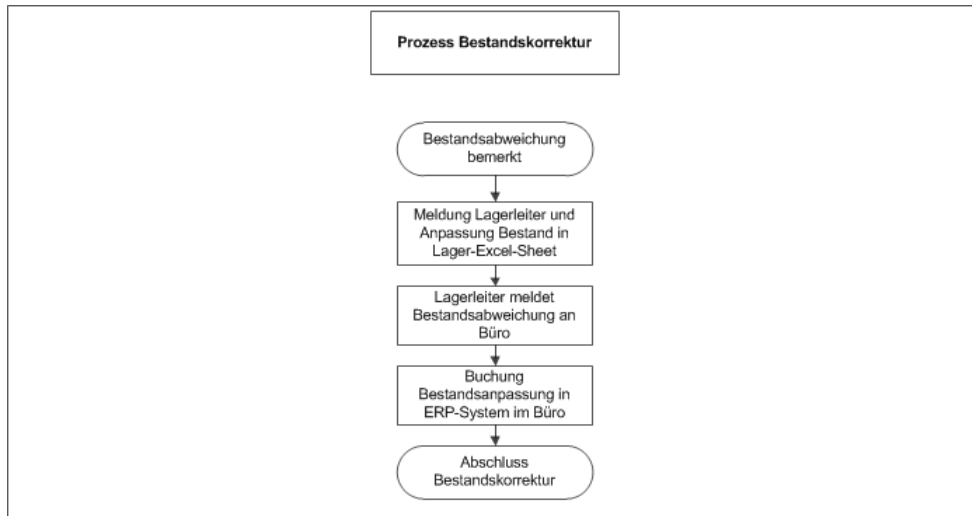 Prozess Bestandskorrektur
Bestandsabweichung
bemerkt
Meldung Lagerleiter und
Anpassung Bestand in
Lager-Excel-Sheet
Lagerleiter meldet
Bestandsabweichung an
Büro
Buchung
Bestandsanpassung in
ERP-System im Büro
Abschluss
Bestandskorrektur